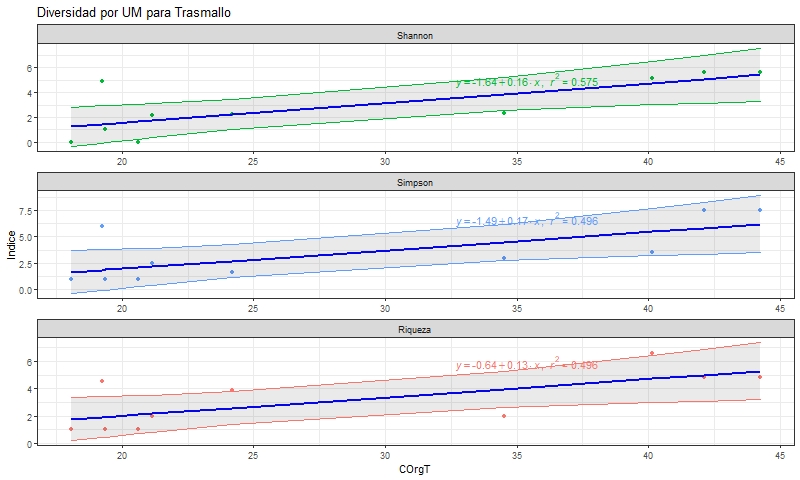 Diversidad por UM para Trasmallo
Shannon
y = -1.64 + 0.16 · x, r² = 0.575
6
4
2
0
20 25 30 35 40 45
Simpson
y = -1.49 + 0.17 · x, r² = 0.496
7.5
5.0
2.5
0.0
20 25 30 35 40 45
Indice
Riqueza
y = -0.64 + 0.13 · x, r² = 0.496
6
4
2
0
20 25 30 35 40 45
COrgT